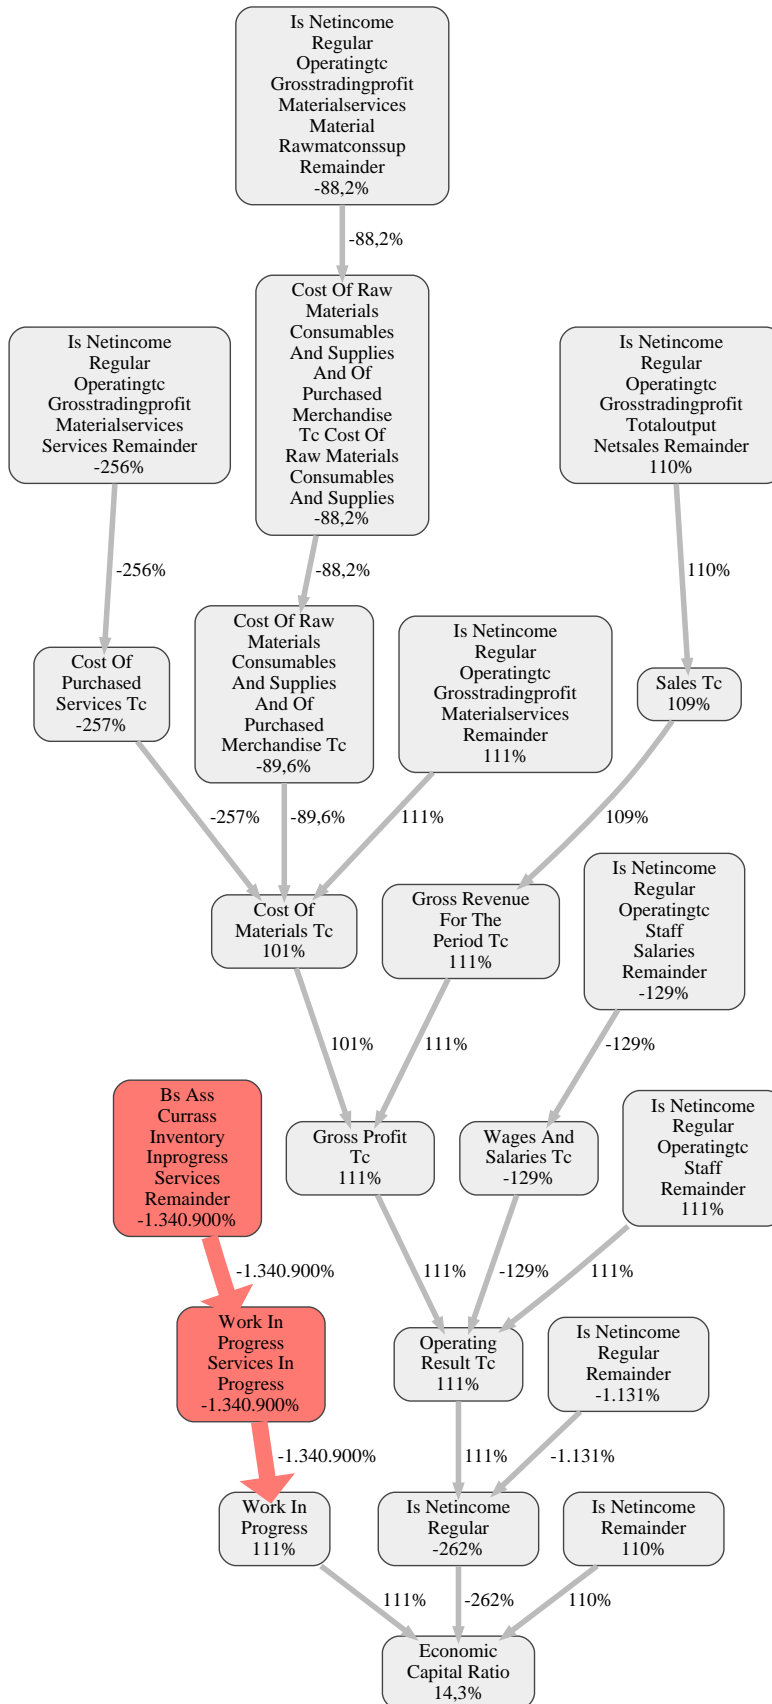 Is Netincome
Regular
Operatingtc
Grosstradingprofit
Materialservices
Material
Rawmatconssup
Remainder
-88,2%
-88,2%
Cost Of Raw
Materials
Consumables
And Supplies
And Of
Purchased
Merchandise
Tc Cost Of
Raw Materials
Consumables
And Supplies
-88,2%
Is Netincome
Regular
Operatingtc
Grosstradingprofit
Materialservices
Services Remainder
-256%
Is Netincome
Regular
Operatingtc
Grosstradingprofit
Totaloutput
Netsales Remainder
110%
-256%
-88,2%
110%
Cost Of
Purchased
Services Tc
-257%
Cost Of Raw
Materials
Consumables
And Supplies
And Of
Purchased
Merchandise Tc
-89,6%
Is Netincome
Regular
Operatingtc
Grosstradingprofit
Materialservices
Remainder
111%
Sales Tc
109%
-257%
-89,6%
111%
109%
Cost Of
Materials Tc
101%
Gross Revenue
For The
Period Tc
111%
Is Netincome
Regular
Operatingtc
Staff
Salaries
Remainder
-129%
101%
111%
-129%
Bs Ass
Currass
Inventory
Inprogress
Services
Remainder
-1.340.900%
Gross Profit
Tc
111%
Wages And
Salaries Tc
-129%
Is Netincome
Regular
Operatingtc
Staff
Remainder
111%
-1.340.900%
111%
-129%
111%
Work In
Progress
Services In
Progress
-1.340.900%
Operating
Result Tc
111%
Is Netincome
Regular
Remainder
-1.131%
-1.340.900%
111%
-1.131%
Work In
Progress
111%
Is Netincome
Regular
-262%
Is Netincome
Remainder
110%
111%
-262%
110%
Economic
Capital Ratio
14,3%